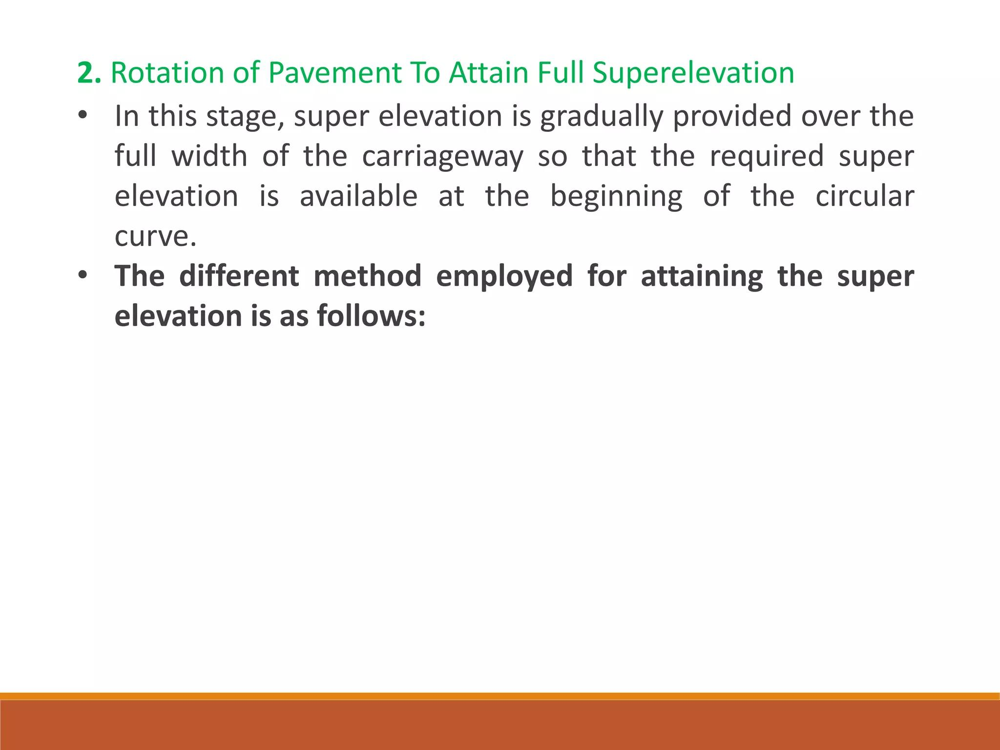 2. Rotation of Pavement To Attain Full Superelevation
• In this stage, super elevation is gradually provided over the
full width of the carriageway so that the required super
elevation is available at the beginning of the circular
curve.
• The different method employed for attaining the super
elevation is as follows: